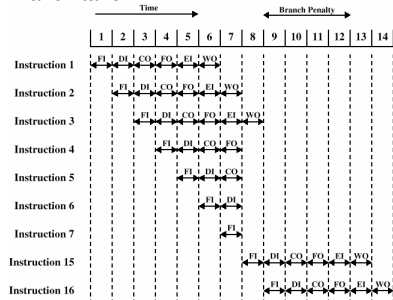 Time
Branch Penalty
1 2 3 4 5 6 7 8 9 10 11 12 13 14
Instruction 1 FI DI CO FO EI WO
Instruction 2 FI DI CO FO EI WO
Instruction 3 FI DI CO FO EI WO
Instruction 4 FI DI CO FO
Instruction 5 FI DI CO
Instruction 6 FI DI
Instruction 7 FI
Instruction 15 FI DI CO FO EI WO
Instruction 16 FI DI CO FO EI WO